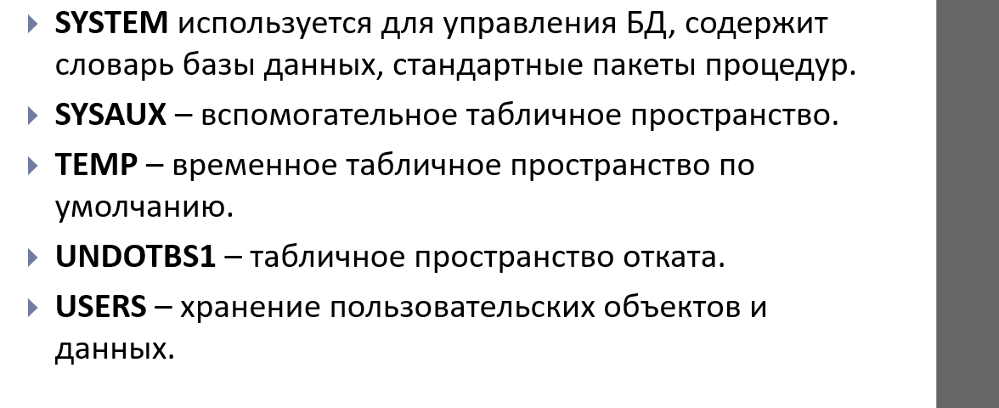 SYSTEM используется для управления БД, содержит
словарь базы данных, стандартные пакеты процедур.
SYSAUX – вспомогательное табличное пространство.
TEMP – временное табличное пространство по
умолчанию.
UNDOTBS1 – табличное пространство отката.
USERS – хранение пользовательских объектов и
данных.